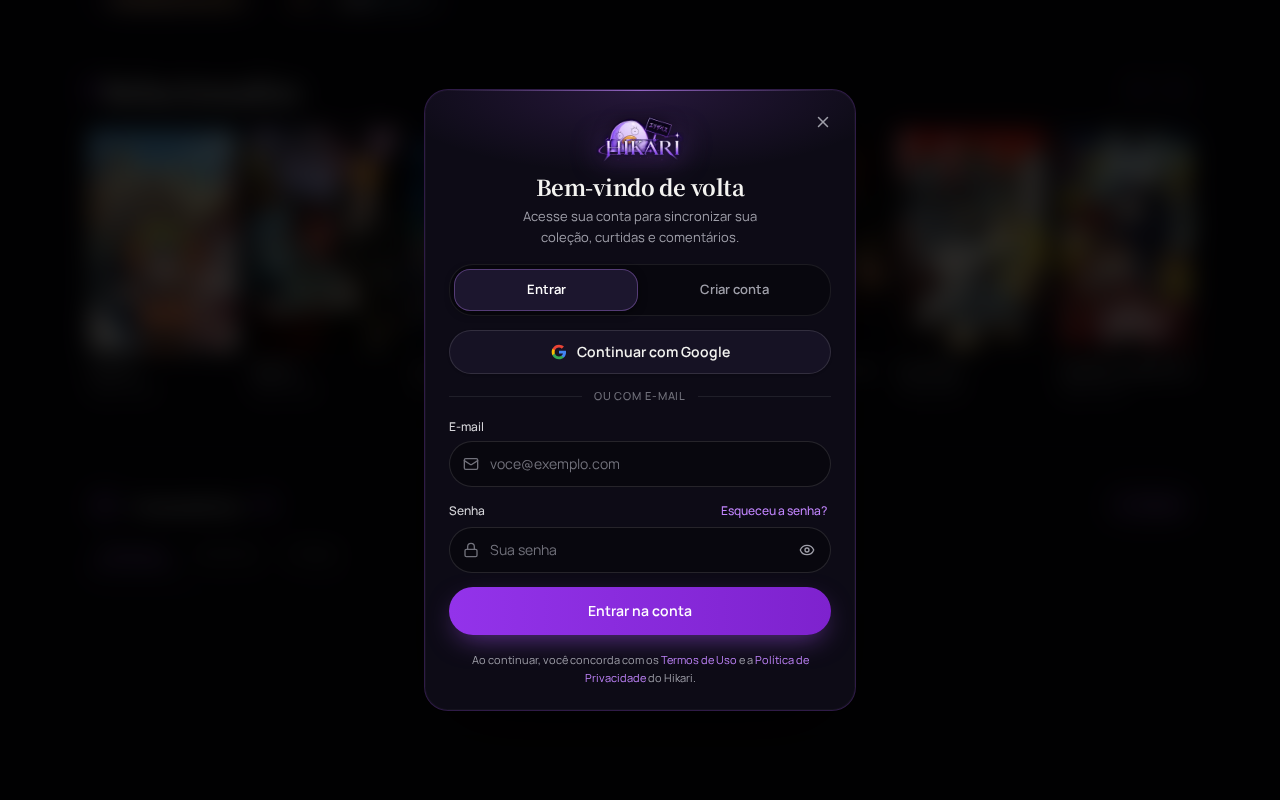 HIKARI
Bem-vindo de volta
Acesse sua conta para sincronizar sua
coleção, curtidas e comentários.
Entrar
Criar conta
Continuar com Google
OU COM E-MAIL
E-mail
voce@exemplo.com
Senha
Esqueceu a senha?
Sua senha
Entrar na conta
Ao continuar, você concorda com os Termos de Uso e a Política de
Privacidade do Hikari.